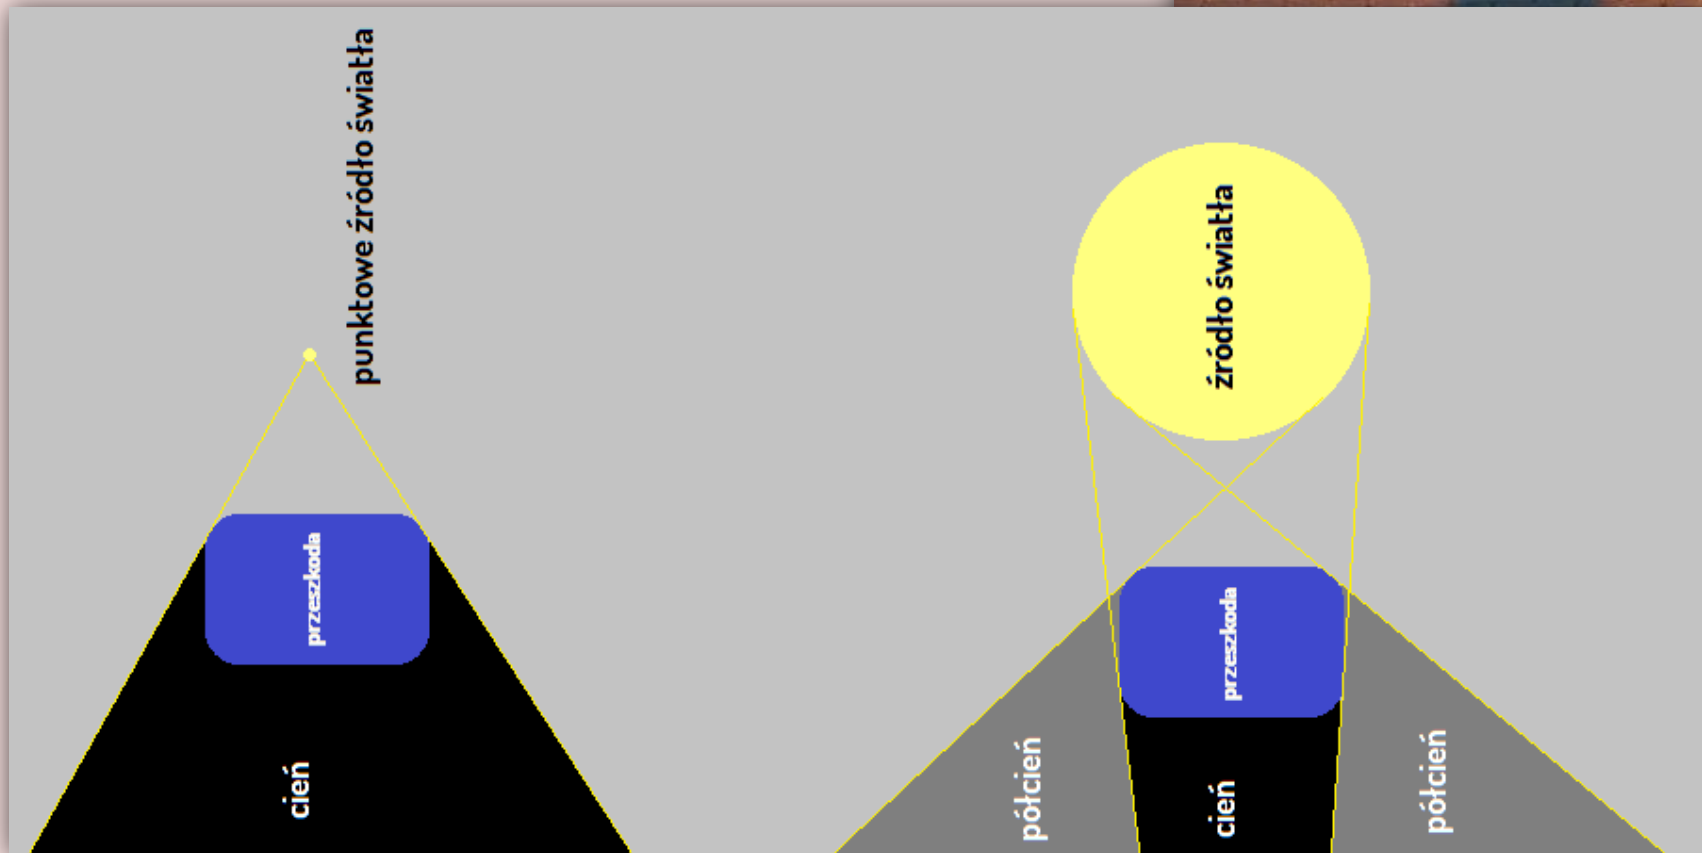 punktowe źródło światła
przeszkoda
cień
źródło światła
przeszkoda
półcień
cień
półcień